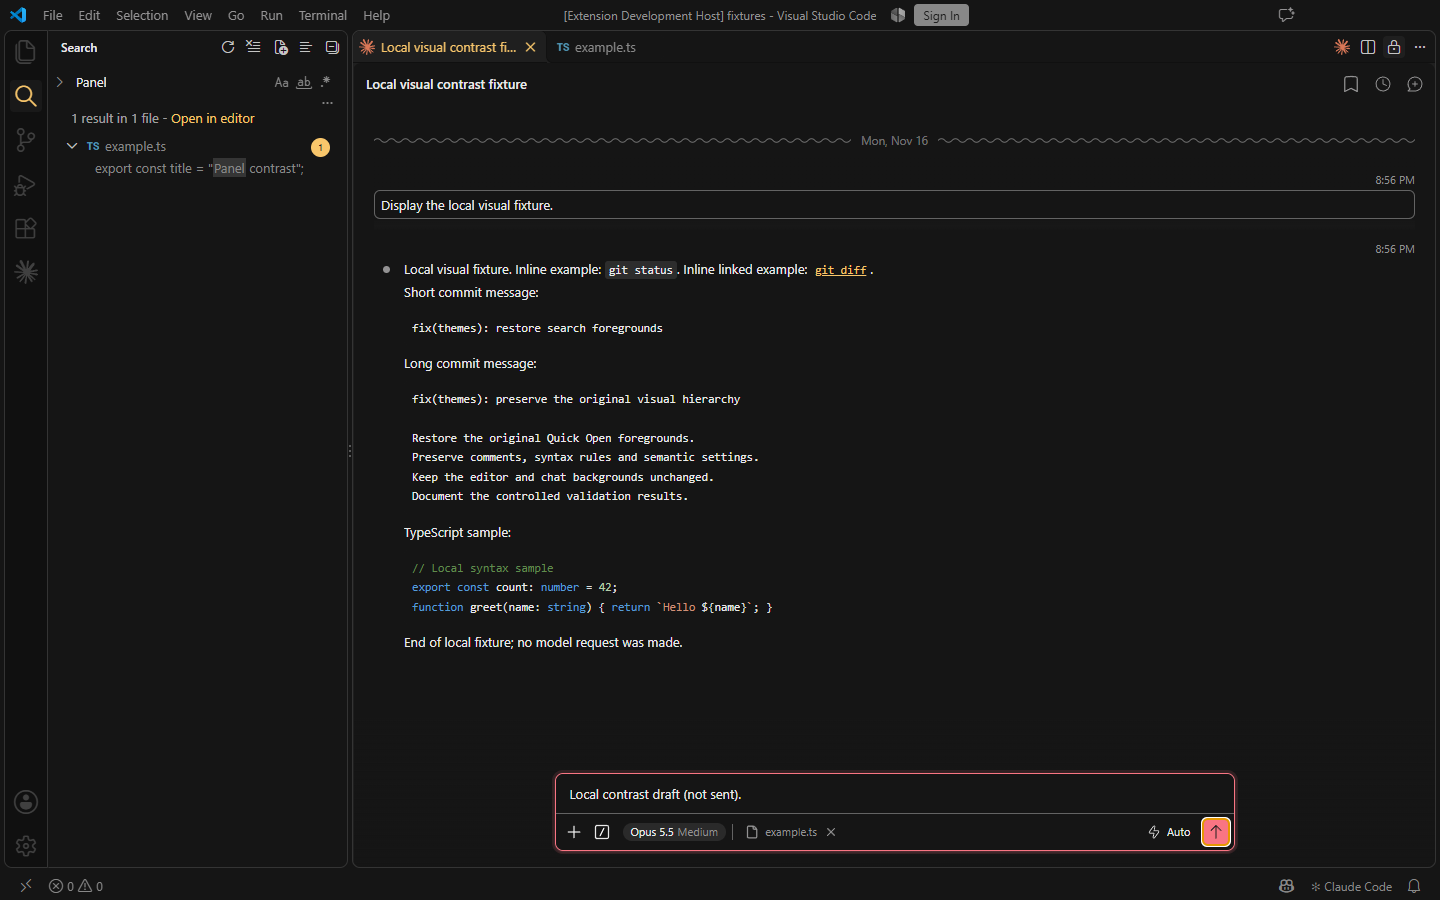 File Edit Selection View Go Run Terminal Help
[Extension Development Host] fixtures - Visual Studio Code
Sign In
Search
Local visual contrast fi...
TS example.ts
Panel
Aa ab .*
Local visual contrast fixture
1 result in 1 file - Open in editor
TS example.ts
1
export const title = "Panel contrast";
Mon, Nov 16
8:56 PM
Display the local visual fixture.
8:56 PM
Local visual fixture. Inline example: git status. Inline linked example: git diff.
Short commit message:
fix(themes): restore search foregrounds
Long commit message:
fix(themes): preserve the original visual hierarchy
Restore the original Quick Open foregrounds.
Preserve comments, syntax rules and semantic settings.
Keep the editor and chat backgrounds unchanged.
Document the controlled validation results.
TypeScript sample:
// Local syntax sample
export const count: number = 42;
function greet(name: string) { return `Hello ${name}`; }
End of local fixture; no model request was made.
Local contrast draft (not sent).
Opus 5.5 Medium
example.ts
Auto
0 0
Claude Code